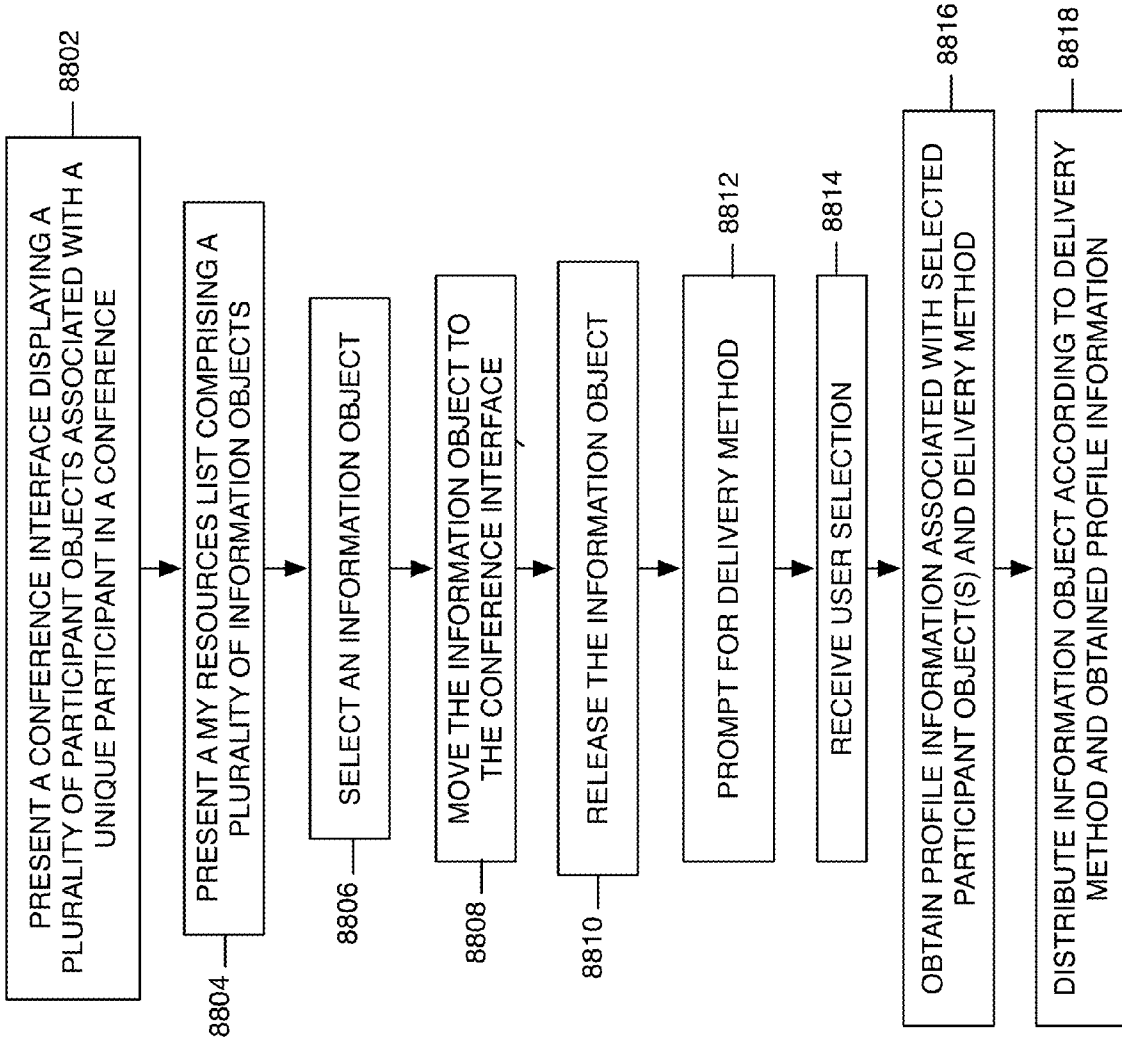 PRESENT A CONFERENCE INTERFACE DISPLAYING A
PLURALITY OF PARTICIPANT OBJECTS ASSOCIATED WITH A
UNIQUE PARTICIPANT IN A CONFERENCE
8802
PRESENT A MY RESOURCES LIST COMPRISING A
PLURALITY OF INFORMATION OBJECTS
8804
SELECT AN INFORMATION OBJECT
8806
MOVE THE INFORMATION OBJECT TO
THE CONFERENCE INTERFACE
8808
RELEASE THE INFORMATION OBJECT
8810
PROMPT FOR DELIVERY METHOD
8812
RECEIVE USER SELECTION
8814
OBTAIN PROFILE INFORMATION ASSOCIATED WITH SELECTED
PARTICIPANT OBJECT(S) AND DELIVERY METHOD
8816
DISTRIBUTE INFORMATION OBJECT ACCORDING TO DELIVERY
METHOD AND OBTAINED PROFILE INFORMATION
8818